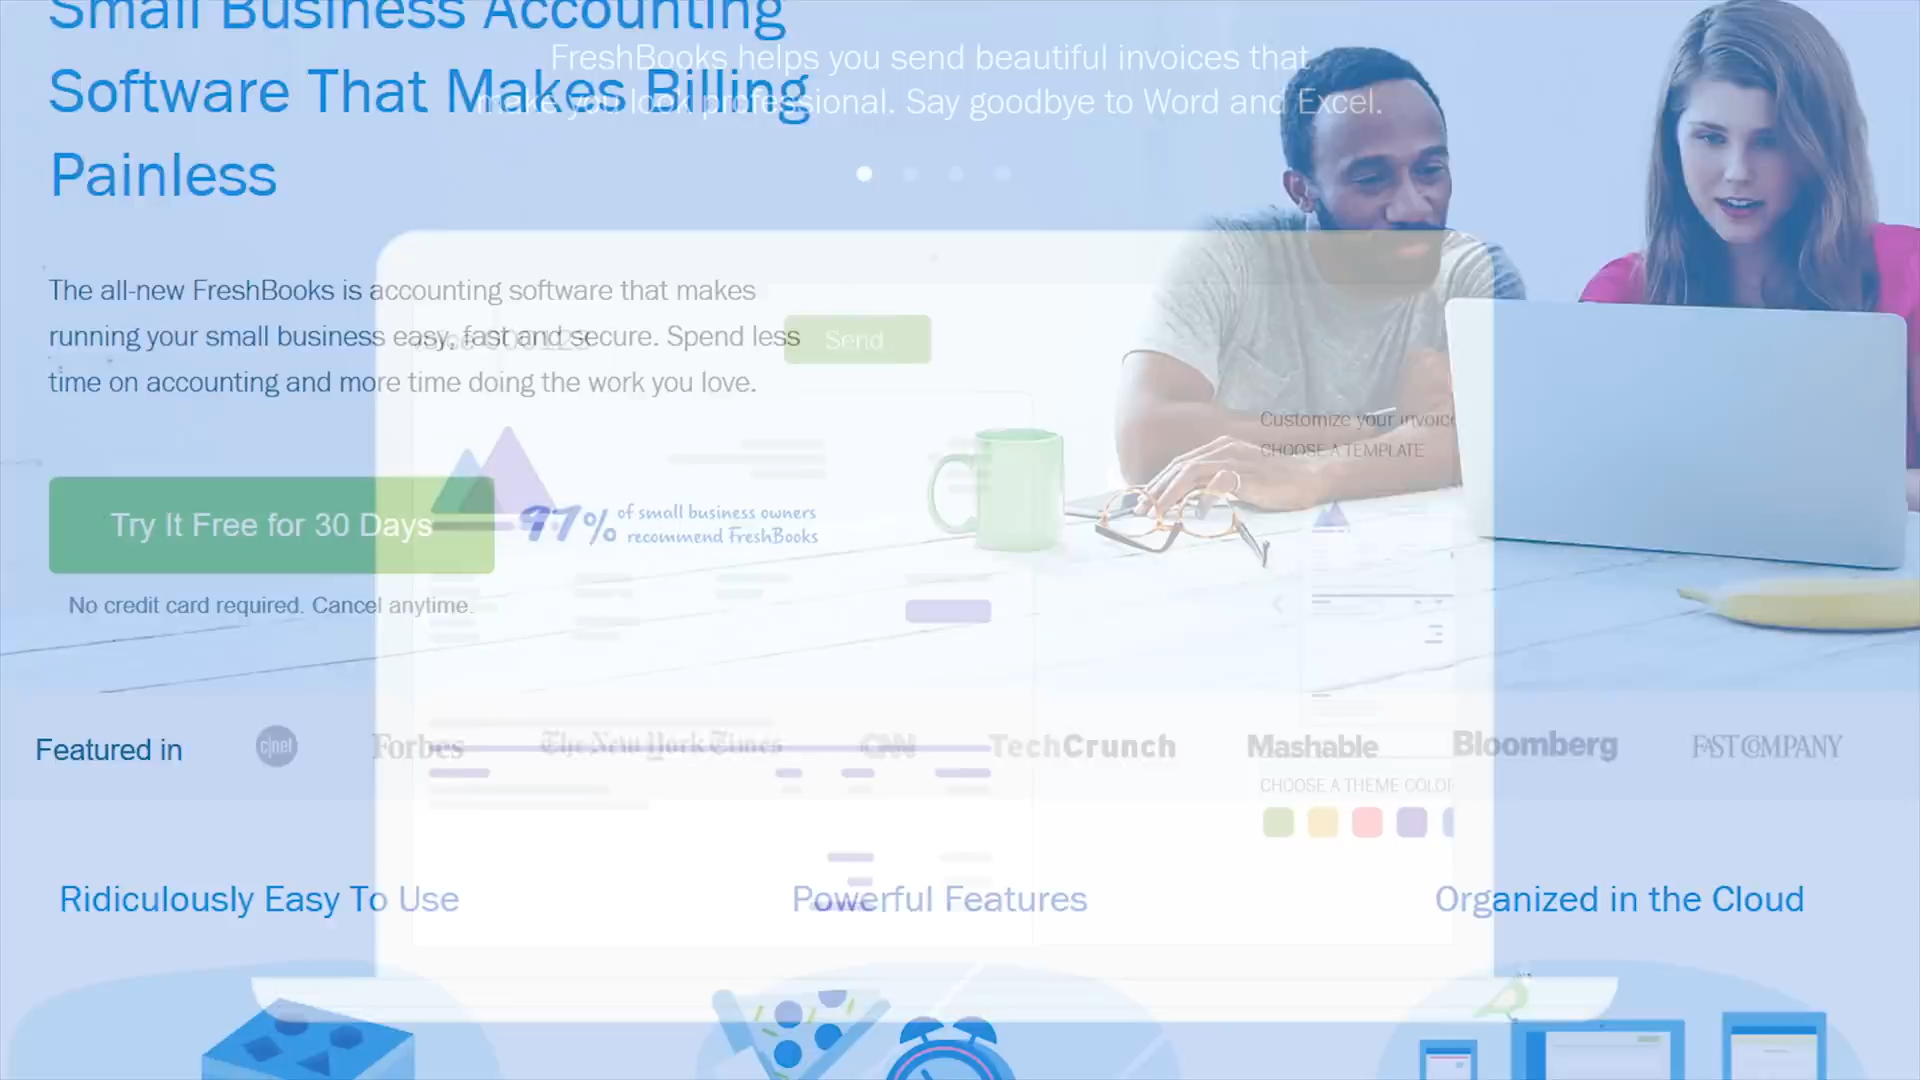 Small Business Accounting
Software That Makes Billing
Painless
FreshBooks helps you send beautiful invoices that
make you look professional. Say goodbye to Word and Excel.
The all-new FreshBooks is accounting software that makes
running your small business easy, fast and secure. Spend less
time on accounting and more time doing the work you love.
Send
Customize your invoice
CHOOSE A TEMPLATE
Try It Free for 30 Days
97% of small business owners
recommend FreshBooks
No credit card required. Cancel anytime.
Featured in
c|net
Forbes
The New York Times
CNN
TechCrunch
Mashable
Bloomberg
FAST COMPANY
CHOOSE A THEME COLOR
Ridiculously Easy To Use
Powerful Features
Organized in the Cloud